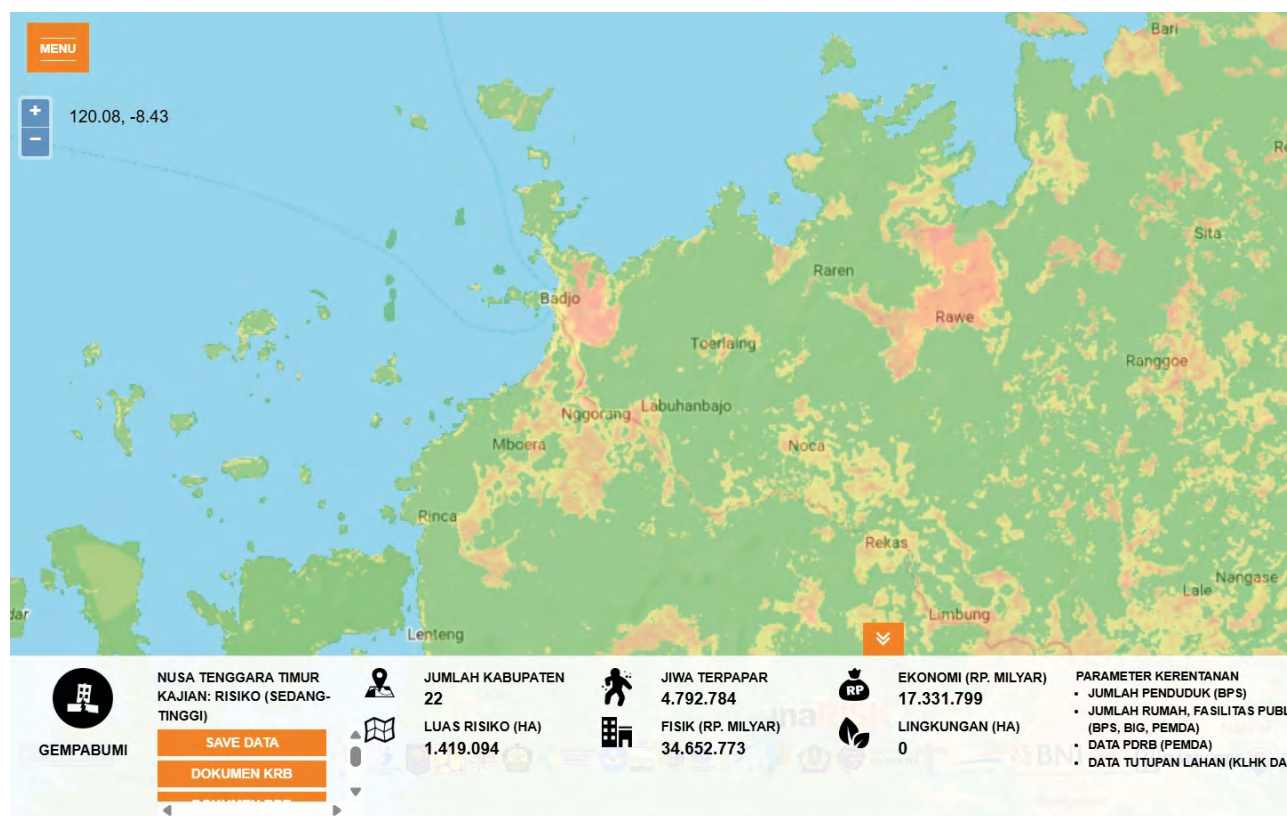 MENU
+
120.08, -8.43
−
Bari
Sita
Raren
Badjo
Rawe
Toerlaing
Ranggoe
Labuhanbajo
Nggorang
Mboera
Noca
Rinca
Rekas
Nangase
Lale
Limbung
Lenteng
GEMPABUMI
NUSA TENGGARA TIMUR
KAJIAN: RISIKO (SEDANG-
TINGGI)
SAVE DATA
DOKUMEN KRB
JUMLAH KABUPATEN
22
LUAS RISIKO (HA)
1.419.094
JIWA TERPAPAR
4.792.784
FISIK (RP. MILYAR)
34.652.773
RP
EKONOMI (RP. MILYAR)
17.331.799
LINGKUNGAN (HA)
0
PARAMETER KERENTANAN
• JUMLAH PENDUDUK (BPS)
• JUMLAH RUMAH, FASILITAS PUBL
(BPS, BIG, PEMDA)
• DATA PDRB (PEMDA)
• DATA TUTUPAN LAHAN (KLHK DA
BNI